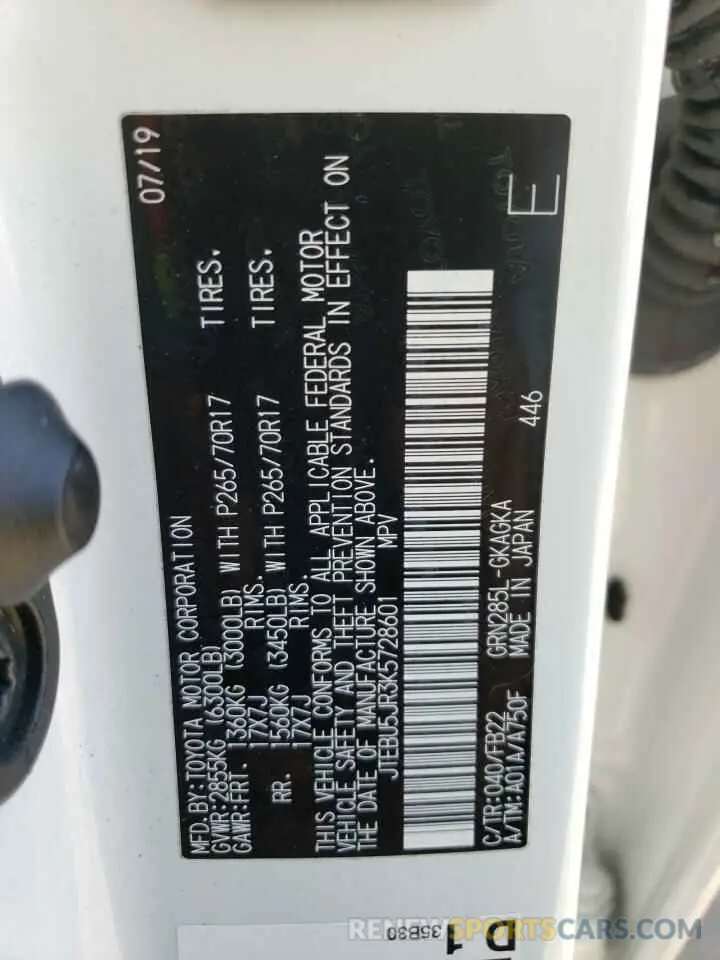 MFD.BY:TOYOTA MOTOR CORPORATION 07/19
GVWR:2855KG (6300LB)
GAWR:FRT. 1360KG (3000LB) WITH P265/70R17 TIRES.
17X7J RIMS.
RR. 1560KG (3450LB) WITH P265/70R17 TIRES.
17X7J RIMS.
THIS VEHICLE CONFORMS TO ALL APPLICABLE FEDERAL MOTOR
VEHICLE SAFETY AND THEFT PREVENTION STANDARDS IN EFFECT ON
THE DATE OF MANUFACTURE SHOWN ABOVE.
JTEBU5JR3K5728601 MPV
C/TR:040/FB22 GRN285L-GKAGKA 446
A/TM:A01A/A750F MADE IN JAPAN E
35B30
RENEWSPORTSCARS.COM